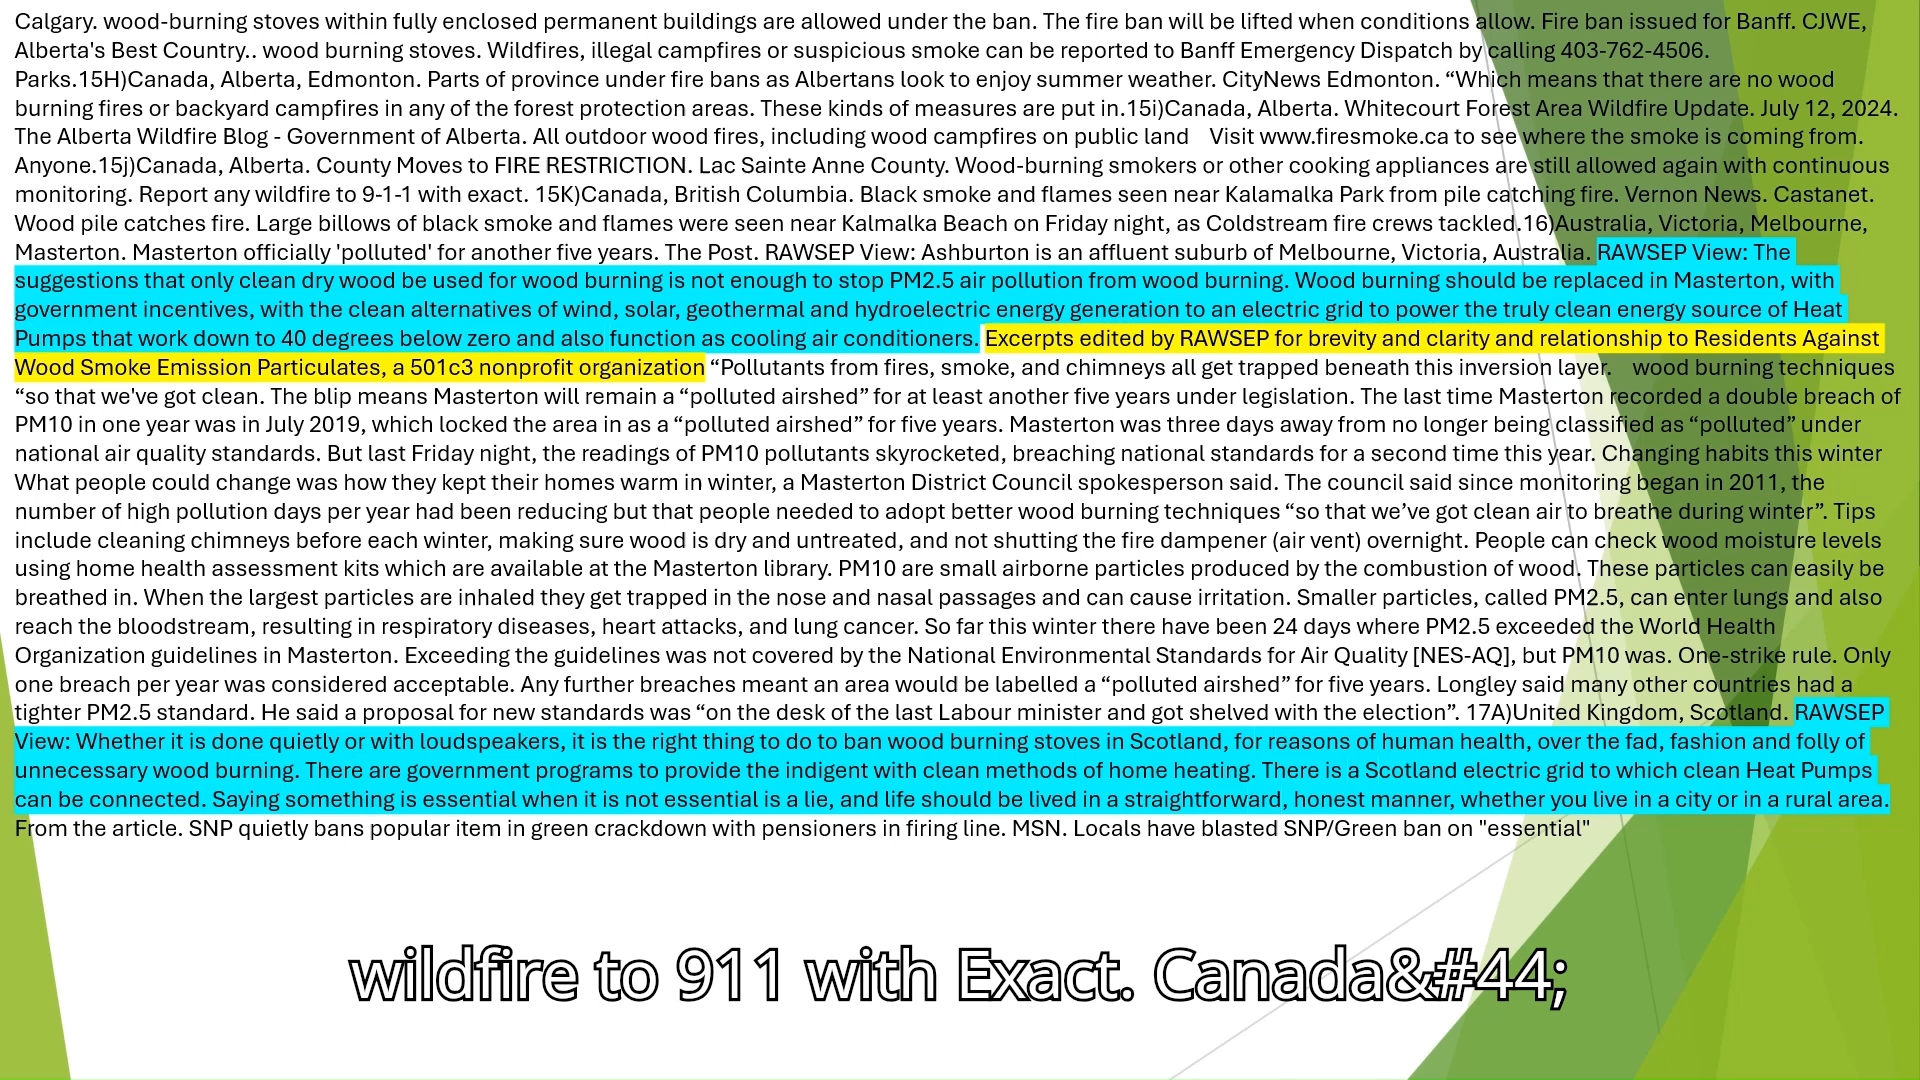 Calgary. wood-burning stoves within fully enclosed permanent buildings are allowed under the ban. The fire ban will be lifted when conditions allow. Fire ban issued for Banff. CJWE,
Alberta's Best Country.. wood burning stoves. Wildfires, illegal campfires or suspicious smoke can be reported to Banff Emergency Dispatch by calling 403-762-4506.
Parks.15H)Canada, Alberta, Edmonton. Parts of province under fire bans as Albertans look to enjoy summer weather. CityNews Edmonton. “Which means that there are no wood
burning fires or backyard campfires in any of the forest protection areas. These kinds of measures are put in.15i)Canada, Alberta. Whitecourt Forest Area Wildfire Update. July 12, 2024.
The Alberta Wildfire Blog - Government of Alberta. All outdoor wood fires, including wood campfires on public land   Visit www.firesmoke.ca to see where the smoke is coming from.
Anyone.15j)Canada, Alberta. County Moves to FIRE RESTRICTION. Lac Sainte Anne County. Wood-burning smokers or other cooking appliances are still allowed again with continuous
monitoring. Report any wildfire to 9-1-1 with exact. 15K)Canada, British Columbia. Black smoke and flames seen near Kalamalka Park from pile catching fire. Vernon News. Castanet.
Wood pile catches fire. Large billows of black smoke and flames were seen near Kalmalka Beach on Friday night, as Coldstream fire crews tackled.16)Australia, Victoria, Melbourne,
Masterton. Masterton officially 'polluted' for another five years. The Post. RAWSEP View: Ashburton is an affluent suburb of Melbourne, Victoria, Australia. RAWSEP View: The
suggestions that only clean dry wood be used for wood burning is not enough to stop PM2.5 air pollution from wood burning. Wood burning should be replaced in Masterton, with
government incentives, with the clean alternatives of wind, solar, geothermal and hydroelectric energy generation to an electric grid to power the truly clean energy source of Heat
Pumps that work down to 40 degrees below zero and also function as cooling air conditioners. Excerpts edited by RAWSEP for brevity and clarity and relationship to Residents Against
Wood Smoke Emission Particulates, a 501c3 nonprofit organization “Pollutants from fires, smoke, and chimneys all get trapped beneath this inversion layer.   wood burning techniques
“so that we've got clean. The blip means Masterton will remain a “polluted airshed” for at least another five years under legislation. The last time Masterton recorded a double breach of
PM10 in one year was in July 2019, which locked the area in as a “polluted airshed” for five years. Masterton was three days away from no longer being classified as “polluted” under
national air quality standards. But last Friday night, the readings of PM10 pollutants skyrocketed, breaching national standards for a second time this year. Changing habits this winter
What people could change was how they kept their homes warm in winter, a Masterton District Council spokesperson said. The council said since monitoring began in 2011, the
number of high pollution days per year had been reducing but that people needed to adopt better wood burning techniques “so that we’ve got clean air to breathe during winter”. Tips
include cleaning chimneys before each winter, making sure wood is dry and untreated, and not shutting the fire dampener (air vent) overnight. People can check wood moisture levels
using home health assessment kits which are available at the Masterton library. PM10 are small airborne particles produced by the combustion of wood. These particles can easily be
breathed in. When the largest particles are inhaled they get trapped in the nose and nasal passages and can cause irritation. Smaller particles, called PM2.5, can enter lungs and also
reach the bloodstream, resulting in respiratory diseases, heart attacks, and lung cancer. So far this winter there have been 24 days where PM2.5 exceeded the World Health
Organization guidelines in Masterton. Exceeding the guidelines was not covered by the National Environmental Standards for Air Quality [NES-AQ], but PM10 was. One-strike rule. Only
one breach per year was considered acceptable. Any further breaches meant an area would be labelled a “polluted airshed” for five years. Longley said many other countries had a
tighter PM2.5 standard. He said a proposal for new standards was “on the desk of the last Labour minister and got shelved with the election”. 17A)United Kingdom, Scotland. RAWSEP
View: Whether it is done quietly or with loudspeakers, it is the right thing to do to ban wood burning stoves in Scotland, for reasons of human health, over the fad, fashion and folly of
unnecessary wood burning. There are government programs to provide the indigent with clean methods of home heating. There is a Scotland electric grid to which clean Heat Pumps
can be connected. Saying something is essential when it is not essential is a lie, and life should be lived in a straightforward, honest manner, whether you live in a city or in a rural area.
From the article. SNP quietly bans popular item in green crackdown with pensioners in firing line. MSN. Locals have blasted SNP/Green ban on "essential"
wildfire to 911 with Exact. Canada&#44;